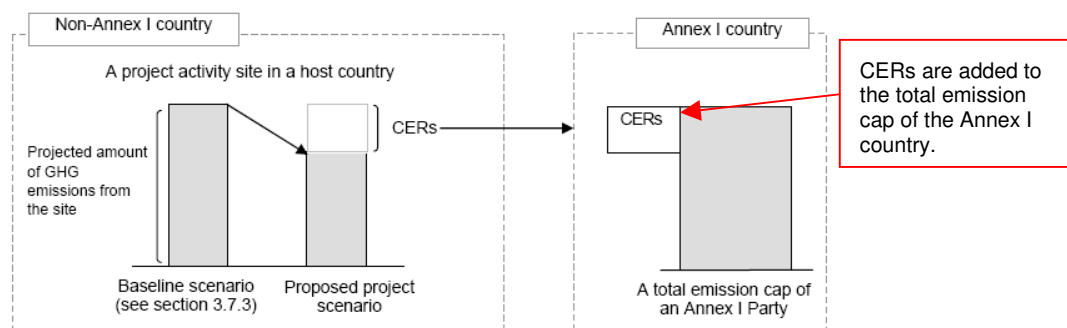 Non-Annex I country
A project activity site in a host country
Projected amount
of GHG
emissions from
the site
CERs
Baseline scenario
(see section 3.7.3)
Proposed project
scenario
Annex I country
CERs
A total emission cap of
an Annex I Party
CERs are added to
the total emission
cap of the Annex I
country.